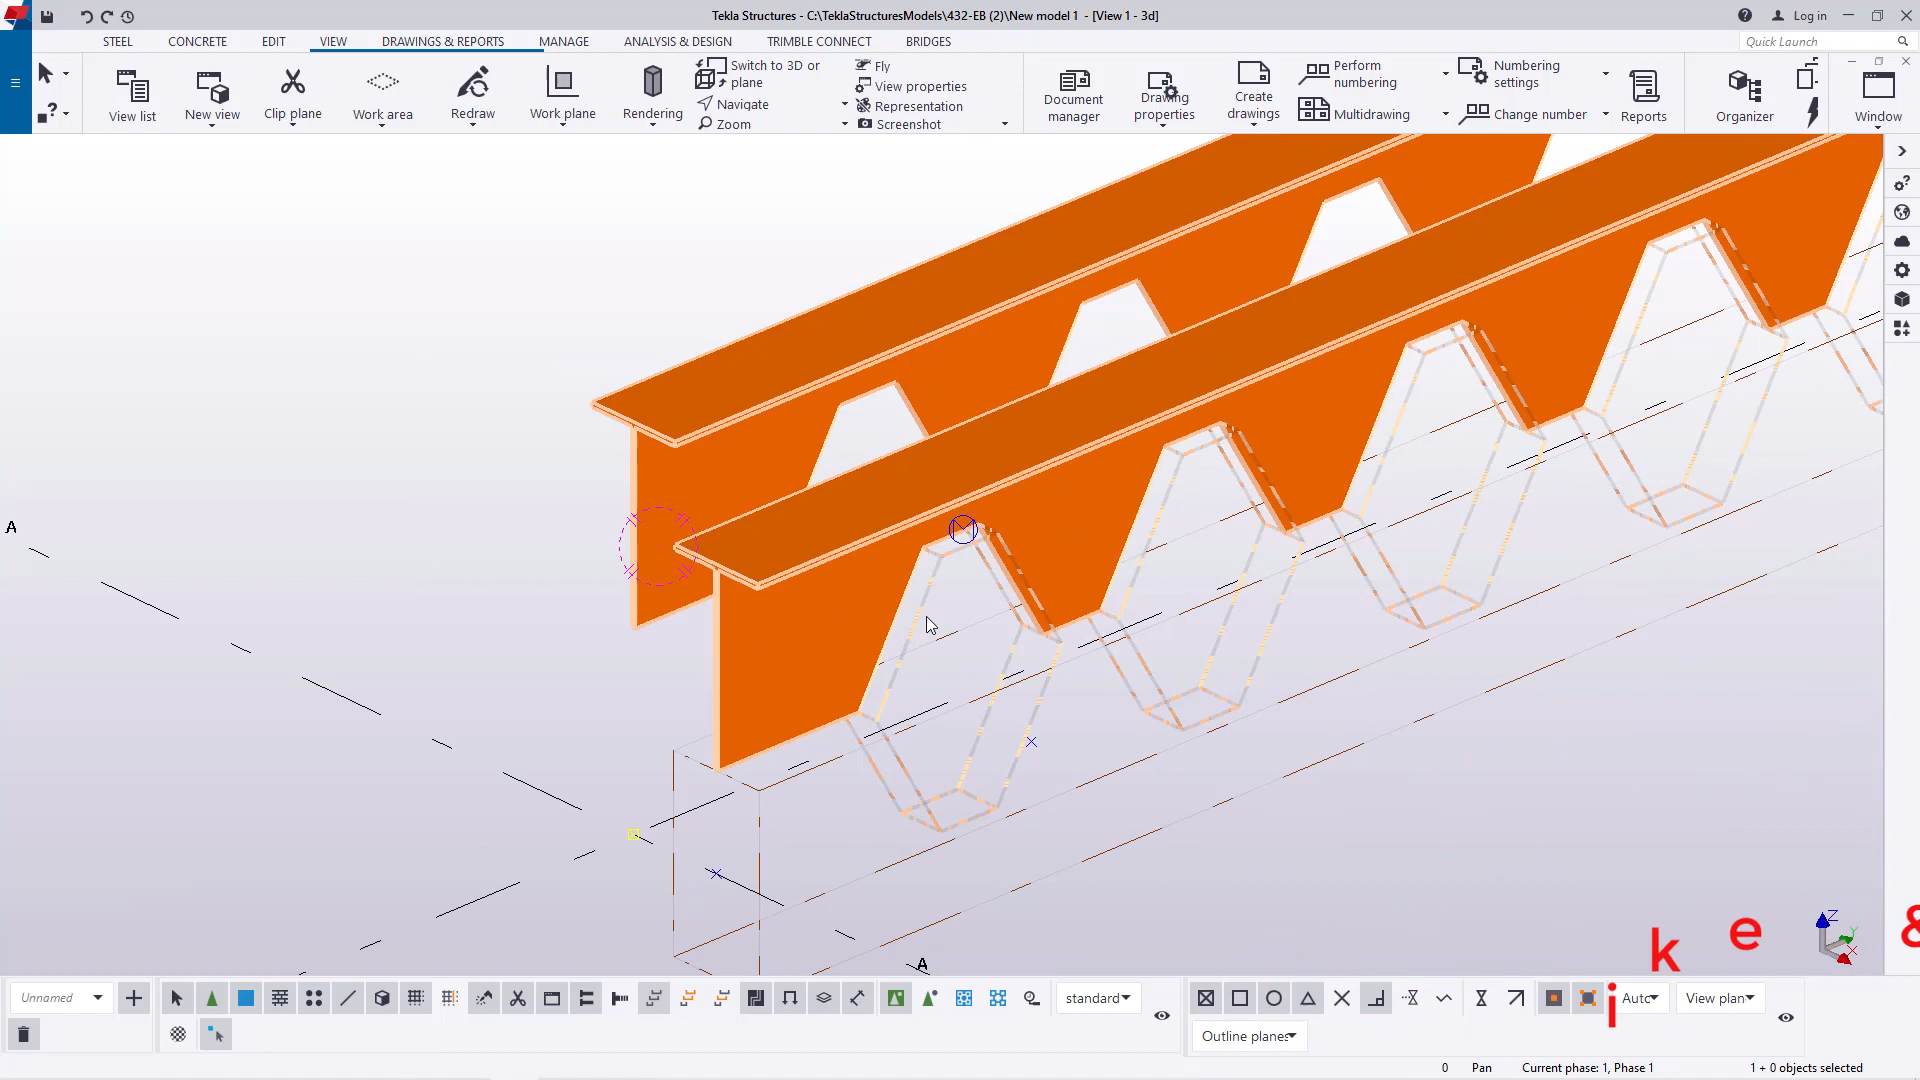 Tekla Structures - C:\TeklaStructuresModels\432-EB (2)\New model 1 - [View 1 - 3d]
Log in
STEEL CONCRETE EDIT VIEW DRAWINGS & REPORTS MANAGE ANALYSIS & DESIGN TRIMBLE CONNECT BRIDGES
Quick Launch
View list
New view
Clip plane
Work area
Redraw
Work plane
Rendering
Switch to 3D or
plane
Navigate
Zoom
Fly
View properties
Representation
Screenshot
Document
manager
Drawing
properties
Create
drawings
Perform
numbering
Multidrawing
Numbering
settings
Change number
Reports
Organizer
Window
A
A
Z
Y
X
k e &
i
Unnamed
standard
Auto
View plan
Outline planes
0 Pan Current phase: 1, Phase 1 1 + 0 objects selected